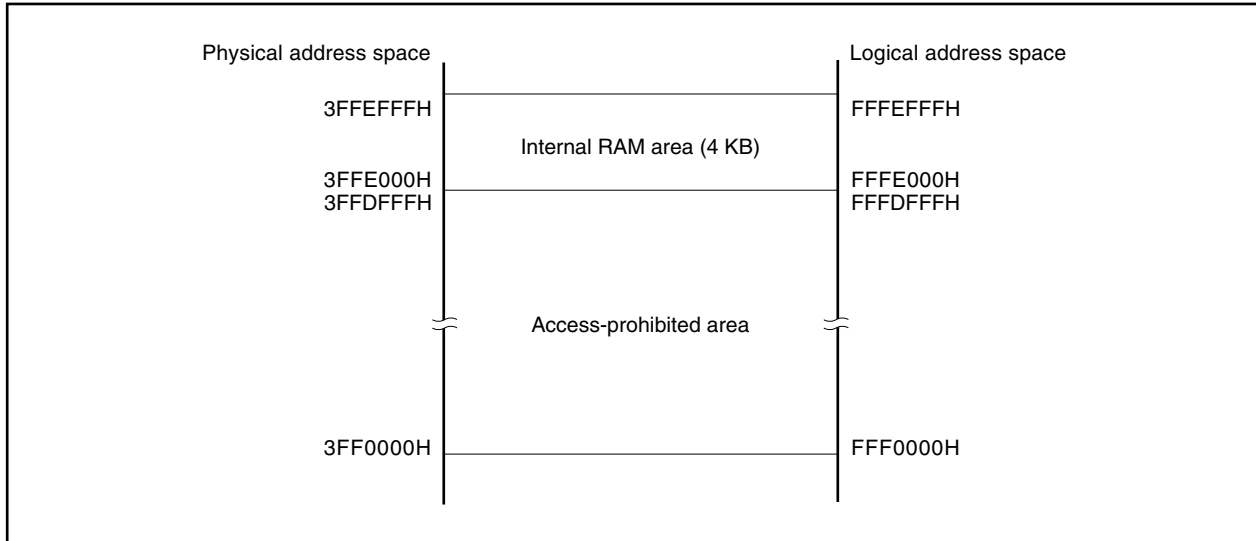 Physical address space
Logical address space
3FFEFFFH
FFFEFFFH
Internal RAM area (4 KB)
3FFE000H
FFFE000H
3FFDFFFH
FFFDFFFH
Access-prohibited area
3FF0000H
FFF0000H